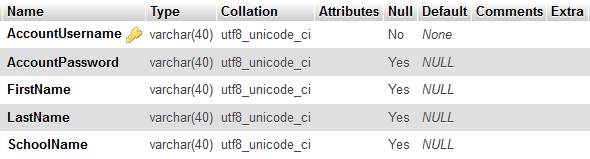 Name Type Collation Attributes Null Default Comments Extra
AccountUsername varchar(40) utf8_unicode_ci No None
AccountPassword varchar(40) utf8_unicode_ci Yes NULL
FirstName varchar(40) utf8_unicode_ci Yes NULL
LastName varchar(40) utf8_unicode_ci Yes NULL
SchoolName varchar(40) utf8_unicode_ci Yes NULL